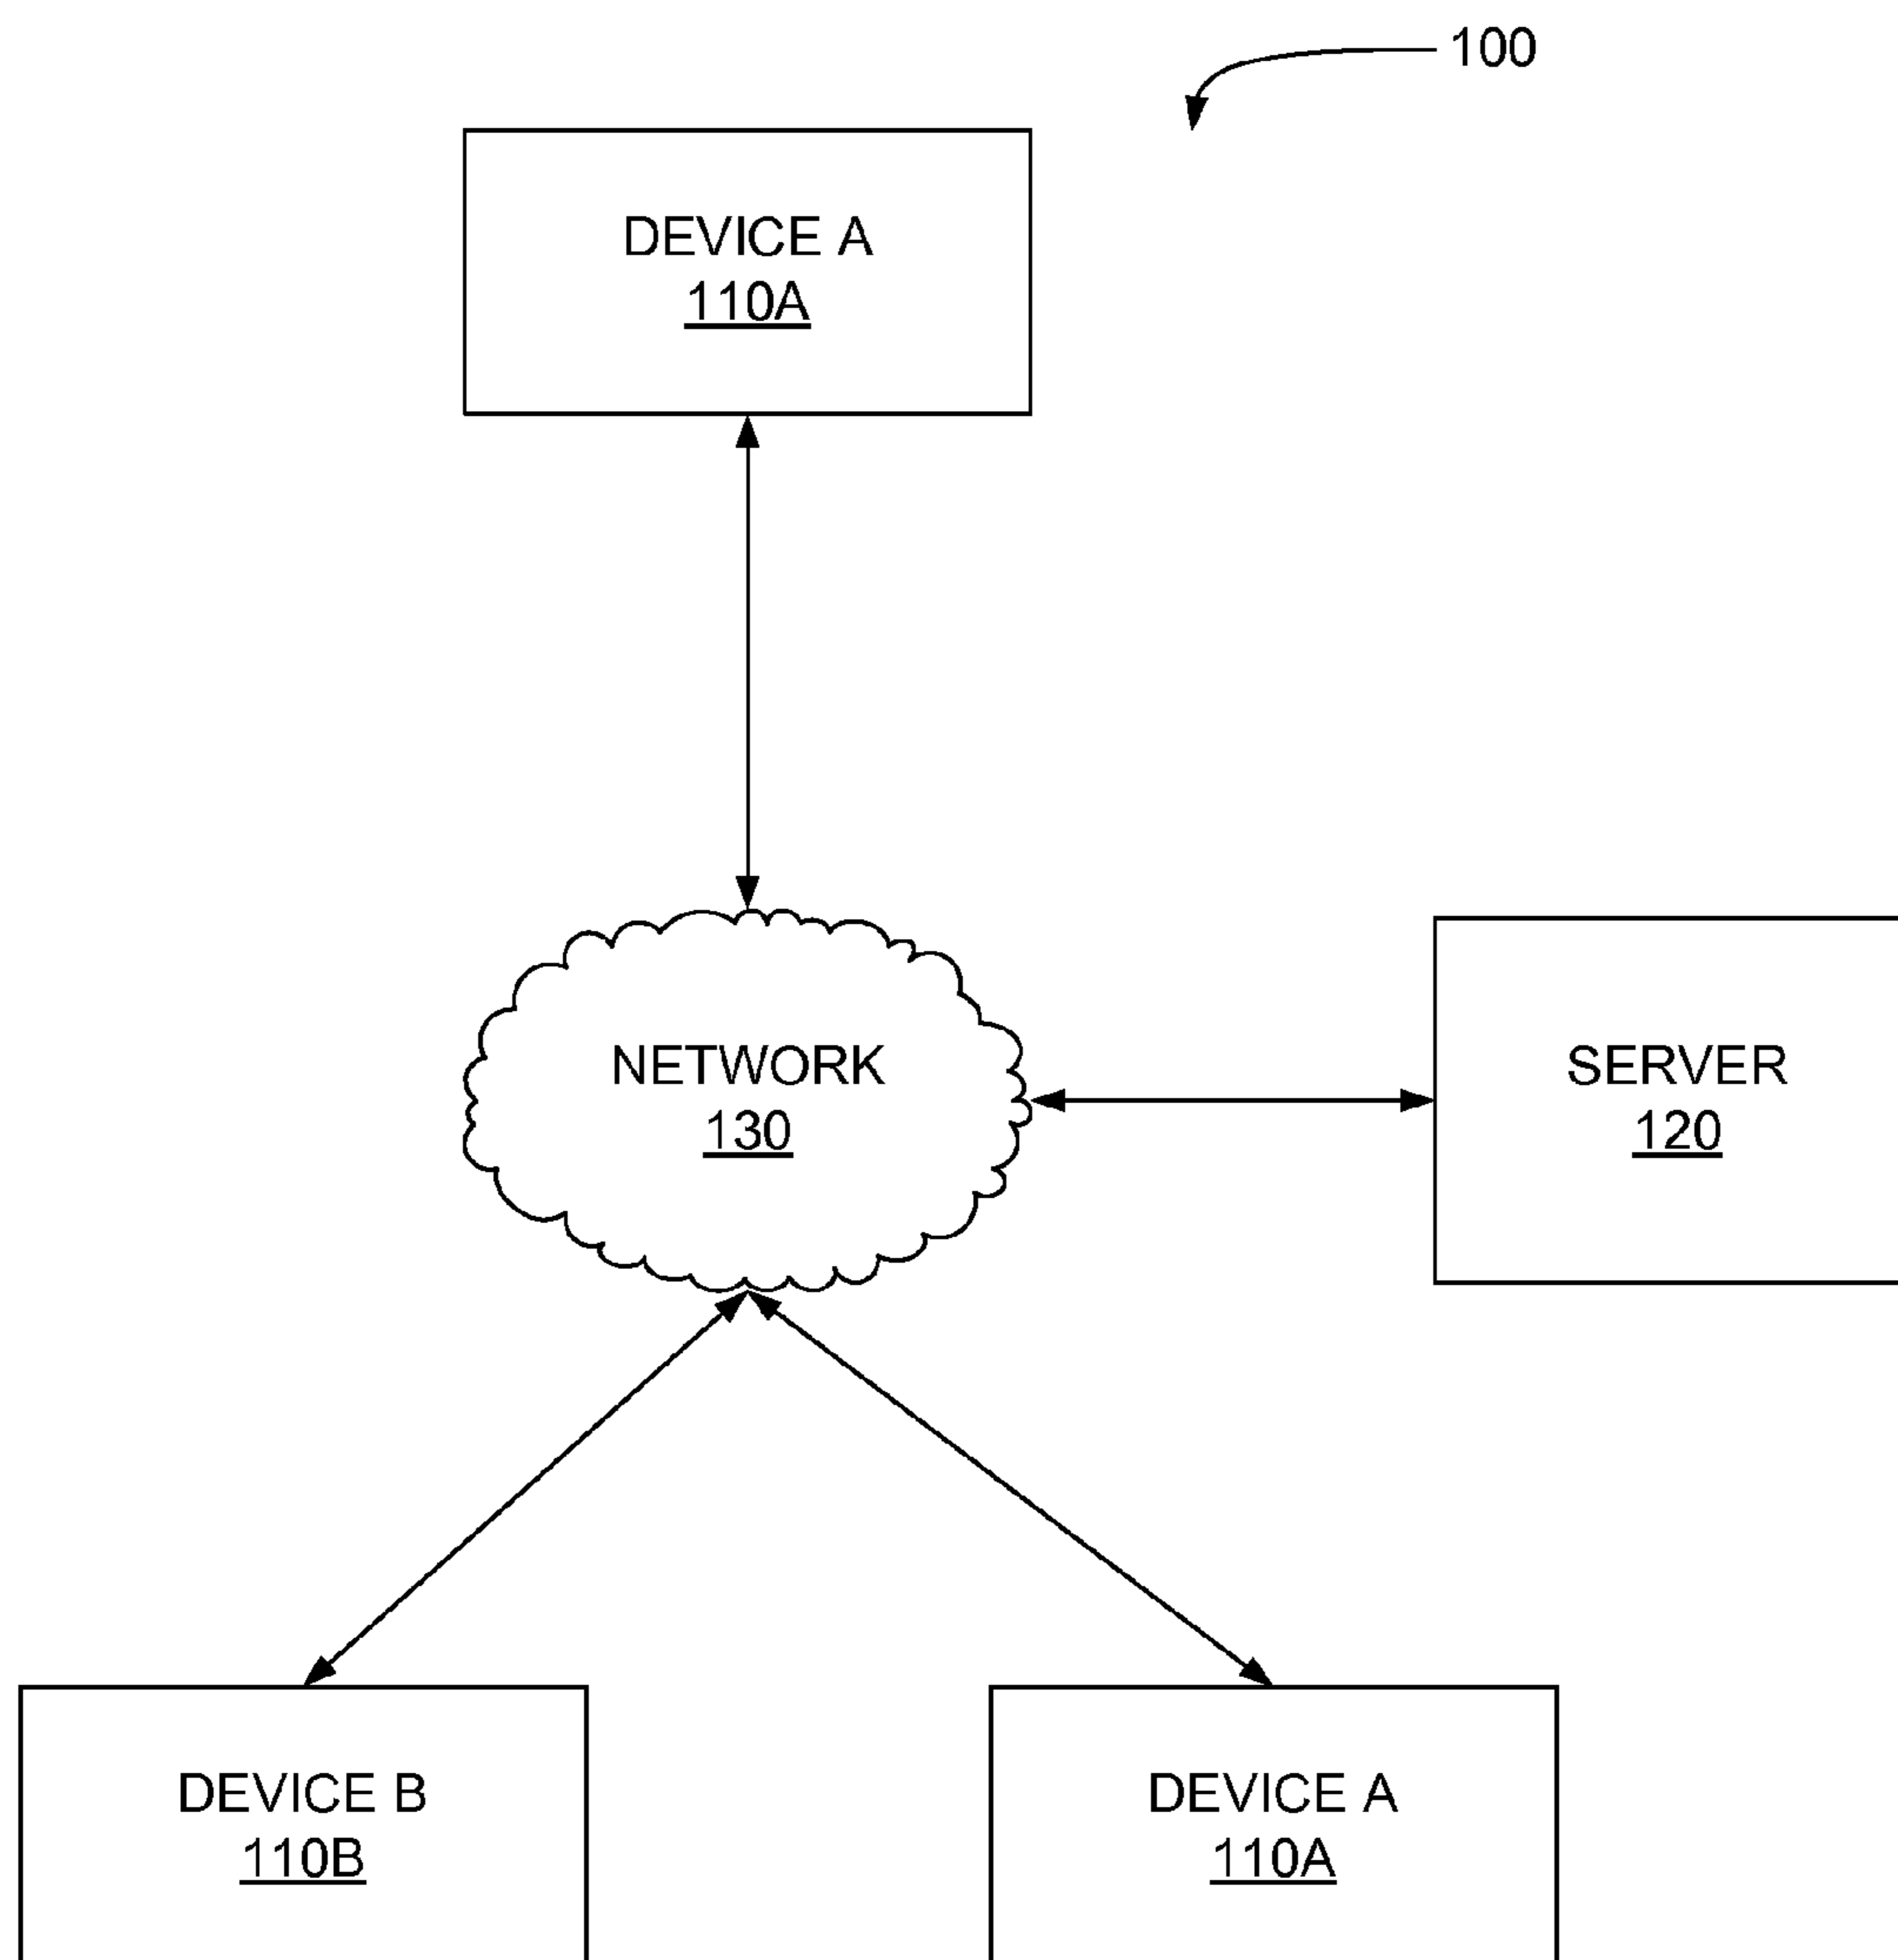 100
DEVICE A
110A
NETWORK
130
SERVER
120
DEVICE B
110B
DEVICE A
110A